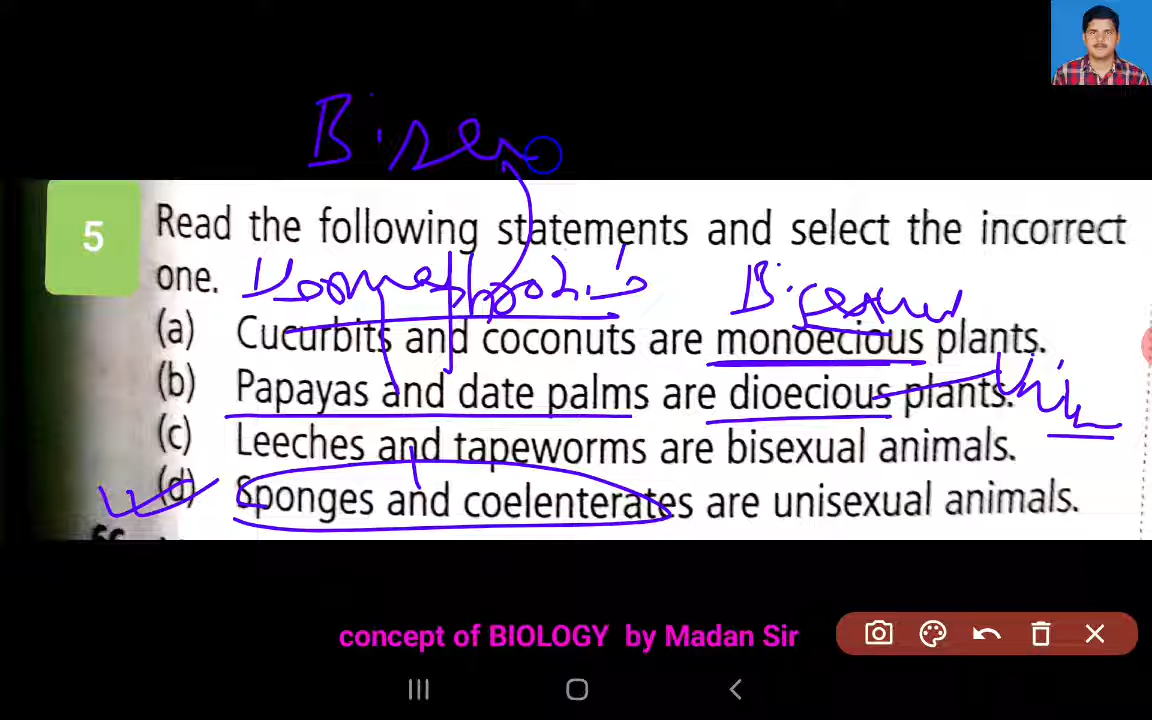 Bisex
5 Read the following statements and select the incorrect
one. Bisexual
(a) Cucurbits and coconuts are monoecious plants.
(b) Papayas and date palms are dioecious plants.
(c) Leeches and tapeworms are bisexual animals.
(d) Sponges and coelenterates are unisexual animals.
concept of BIOLOGY by Madan Sir